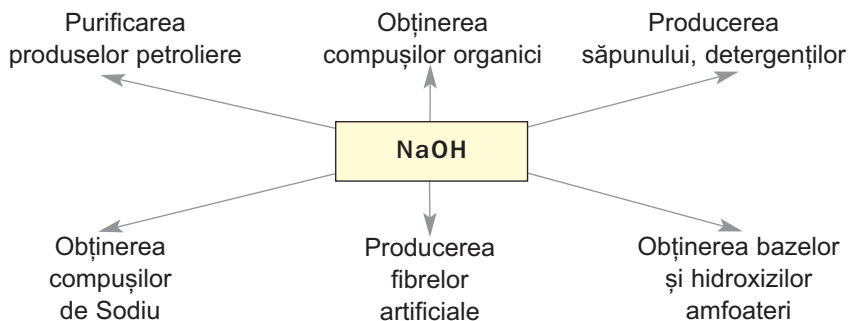 Purificarea
produselor petroliere
Obținerea
compușilor organici
Producerea
săpunului, detergenților
NaOH
Obținerea
compușilor
de Sodiu
Producerea
fibrelor
artificiale
Obținerea bazelor
și hidroxizilor
amfoateri